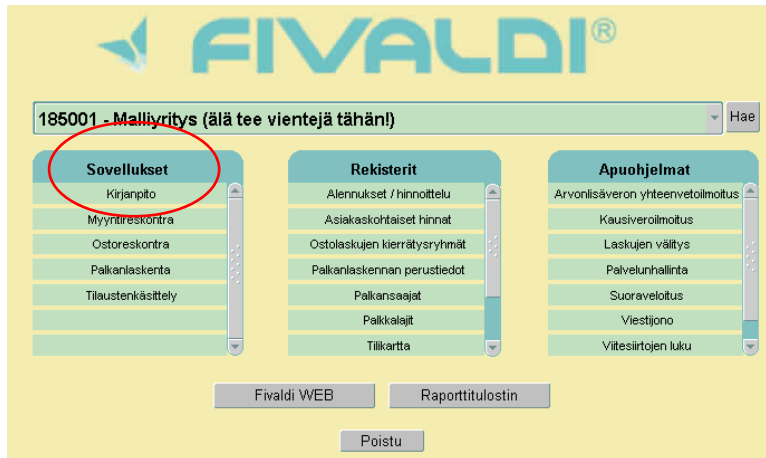 FIVALDI®
185001 - Malliyritys (älä tee vientejä tähän!)
Hae
Sovellukset
Kirjanpito
Myyntireskontra
Ostoreskontra
Palkanlaskenta
Tilaustenkäsittely
Rekisterit
Alennukset / hinnoittelu
Asiakaskohtaiset hinnat
Ostolaskujen kierrätysryhmät
Palkanlaskennan perustiedot
Palkansaajat
Palkkalajit
Tilikartta
Apuohjelmat
Arvonlisäveron yhteenvetoilmoitus
Kausiveroilmoitus
Laskujen välitys
Palvelunhallinta
Suoraveloitus
Viestijono
Viitesiirtojen luku
Fivaldi WEB
Raporttitulostin
Poistu